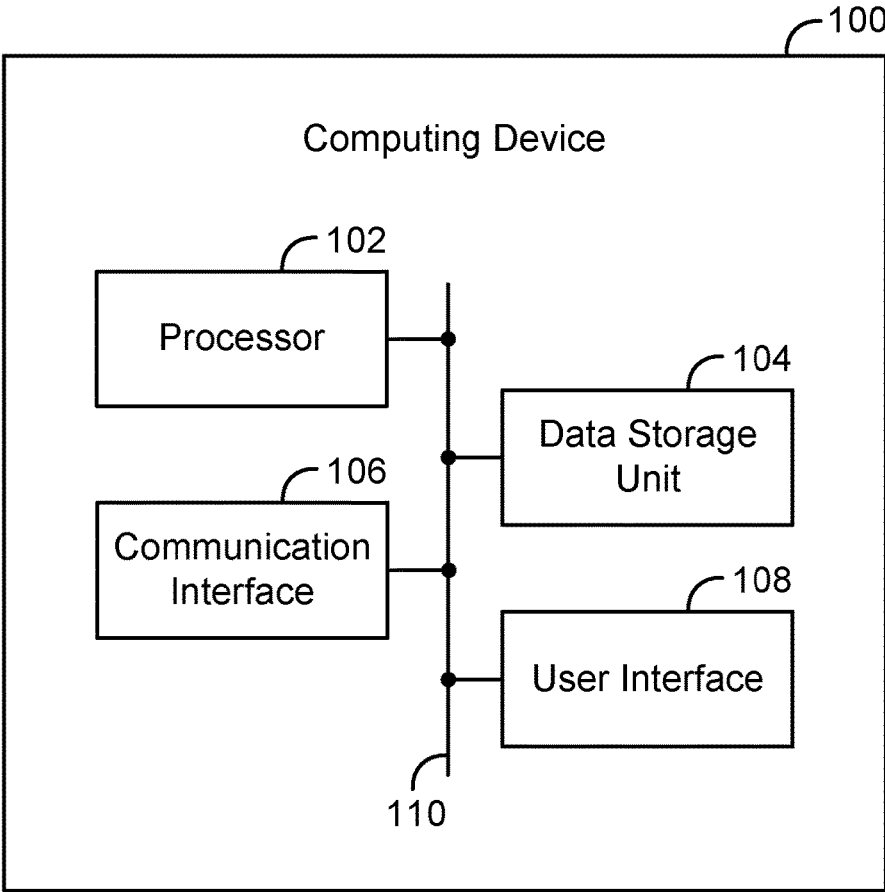 100
Computing Device
102
Processor
104
Data Storage
Unit
106
Communication
Interface
108
User Interface
110